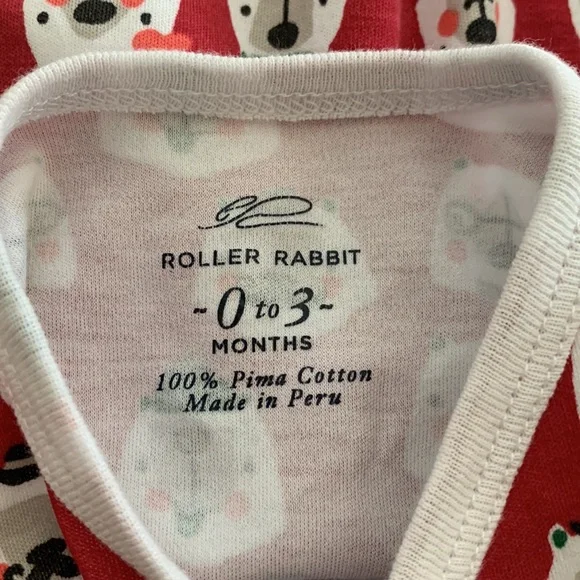 ROLLER RABBIT
~0 to 3~
MONTHS
100% Pima Cotton
Made in Peru